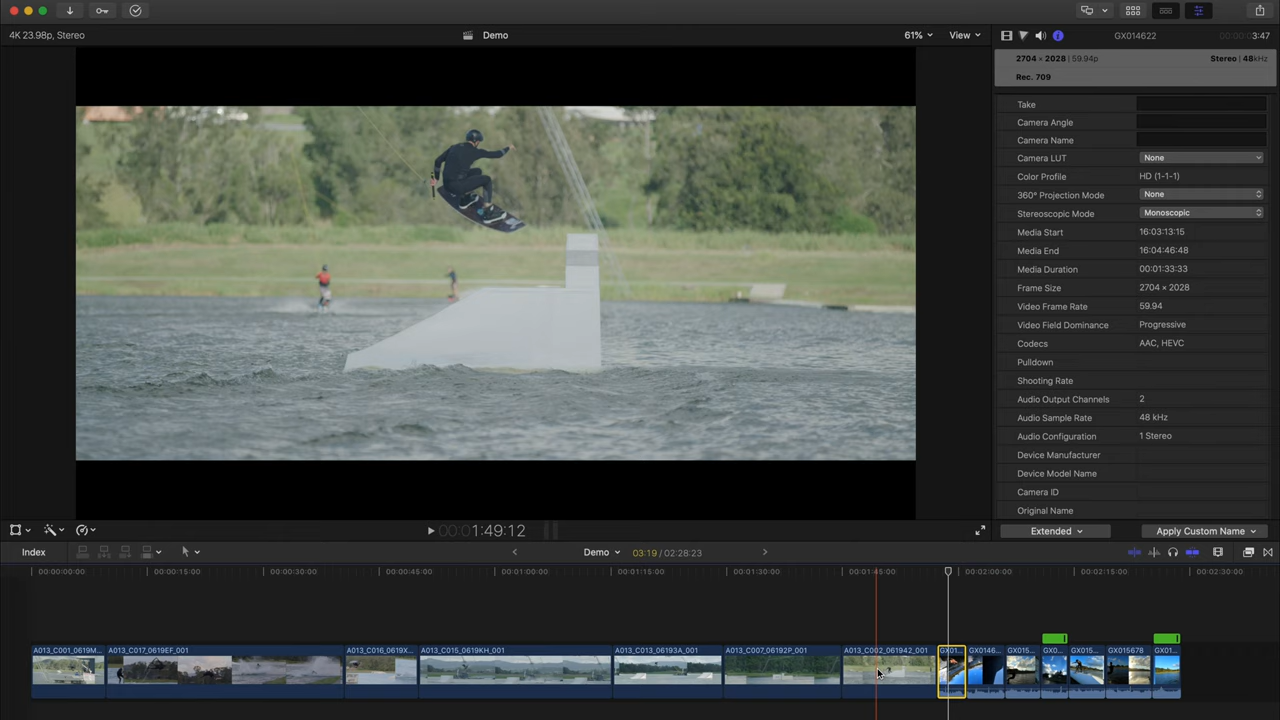 4K 23.98p, Stereo
Demo
61%
View
GX014622
00:00:03:47
2704 × 2028 | 59.94p
Stereo | 48kHz
Rec. 709
Take
Camera Angle
Camera Name
Camera LUT
None
Color Profile
HD (1-1-1)
360° Projection Mode
None
Stereoscopic Mode
Monoscopic
Media Start
16:03:13:15
Media End
16:04:46:48
Media Duration
00:01:33:33
Frame Size
2704 × 2028
Video Frame Rate
59.94
Video Field Dominance
Progressive
Codecs
AAC, HEVC
Pulldown
Shooting Rate
Audio Output Channels
2
Audio Sample Rate
48 kHz
Audio Configuration
1 Stereo
Device Manufacturer
Device Model Name
Camera ID
Original Name
00:00:01:49:12
Extended
Apply Custom Name
Index
Demo
03:19 / 02:28:23
00:00:00:00
00:00:15:00
00:00:30:00
00:00:45:00
00:01:00:00
00:01:15:00
00:01:30:00
00:01:45:00
00:02:00:00
00:02:15:00
00:02:30:00
A013_C001_0619M...
A013_C017_0619EF_001
A013_C016_0619X...
A013_C015_0619KH_001
A013_C013_06193A_001
A013_C007_06192P_001
A013_C002_061942_001
GX01...
GX0146...
GX015...
GX0...
GX015...
GX015678
GX01...